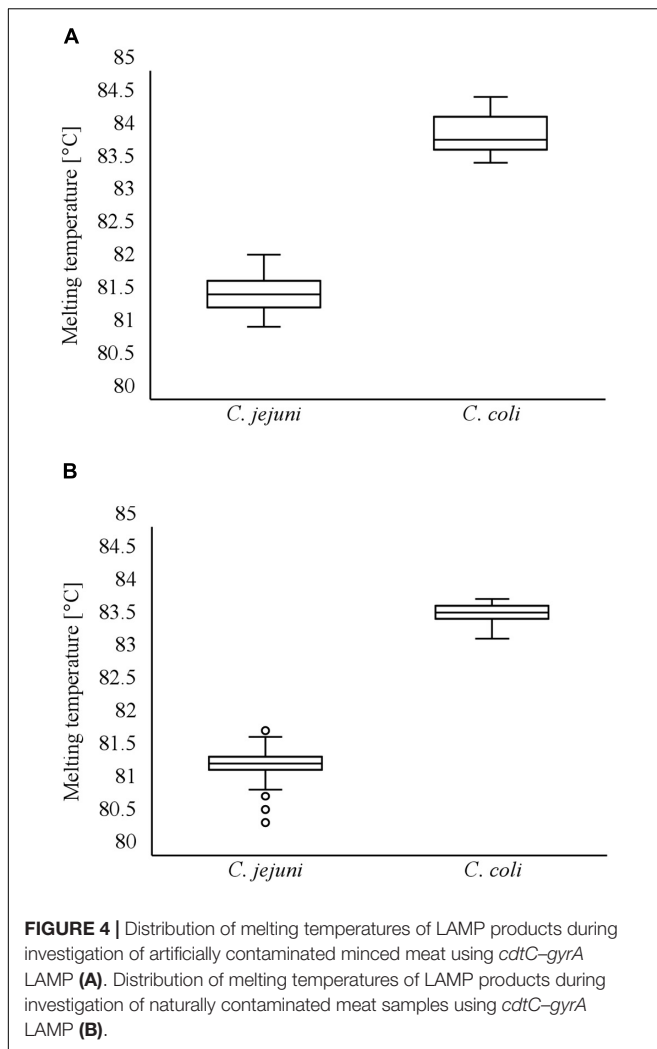 A
Melting temperature [°C]
85
84.5
84
83.5
83
82.5
82
81.5
81
80.5
80
C. jejuni C. coli
B
Melting temperature [°C]
85
84.5
84
83.5
83
82.5
82
81.5
81
80.5
80
C. jejuni C. coli
FIGURE 4 | Distribution of melting temperatures of LAMP products during
investigation of artificially contaminated minced meat using cdtC–gyrA
LAMP (A). Distribution of melting temperatures of LAMP products during
investigation of naturally contaminated meat samples using cdtC–gyrA
LAMP (B).